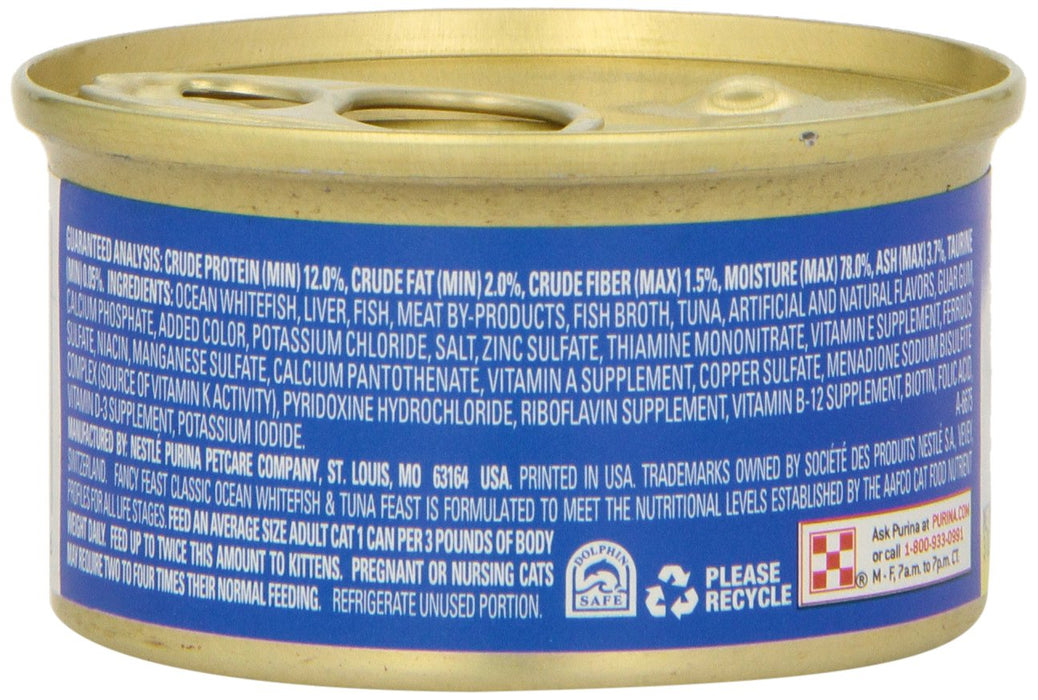 GUARANTEED ANALYSIS: CRUDE PROTEIN (MIN) 12.0%, CRUDE FAT (MIN) 2.0%, CRUDE FIBER (MAX) 1.5%, MOISTURE (MAX) 78.0%, ASH (MAX) 3.7%, TAURINE
(MIN) 0.05%. INGREDIENTS: OCEAN WHITEFISH, LIVER, FISH, MEAT BY-PRODUCTS, FISH BROTH, TUNA, ARTIFICIAL AND NATURAL FLAVORS, GUAR GUM,
CALCIUM PHOSPHATE, ADDED COLOR, POTASSIUM CHLORIDE, SALT, ZINC SULFATE, THIAMINE MONONITRATE, VITAMIN E SUPPLEMENT, FERROUS
SULFATE, NIACIN, MANGANESE SULFATE, CALCIUM PANTOTHENATE, VITAMIN A SUPPLEMENT, COPPER SULFATE, MENADIONE SODIUM BISULFITE
COMPLEX (SOURCE OF VITAMIN K ACTIVITY), PYRIDOXINE HYDROCHLORIDE, RIBOFLAVIN SUPPLEMENT, VITAMIN B-12 SUPPLEMENT, BIOTIN, FOLIC ACID,
VITAMIN D-3 SUPPLEMENT, POTASSIUM IODIDE. A-6675
MANUFACTURED BY: NESTLÉ PURINA PETCARE COMPANY, ST. LOUIS, MO 63164 USA. PRINTED IN USA. TRADEMARKS OWNED BY SOCIÉTÉ DES PRODUITS NESTLÉ S.A., VEVEY,
SWITZERLAND. FANCY FEAST CLASSIC OCEAN WHITEFISH & TUNA FEAST IS FORMULATED TO MEET THE NUTRITIONAL LEVELS ESTABLISHED BY THE AAFCO CAT FOOD NUTRIENT
PROFILES FOR ALL LIFE STAGES. FEED AN AVERAGE SIZE ADULT CAT 1 CAN PER 3 POUNDS OF BODY
WEIGHT DAILY. FEED UP TO TWICE THIS AMOUNT TO KITTENS. PREGNANT OR NURSING CATS
MAY REQUIRE TWO TO FOUR TIMES THEIR NORMAL FEEDING. REFRIGERATE UNUSED PORTION.
DOLPHIN
SAFE
PLEASE
RECYCLE
®
Ask Purina at PURINA.COM
or call 1-800-933-0991
M - F, 7a.m. to 7p.m. CT.